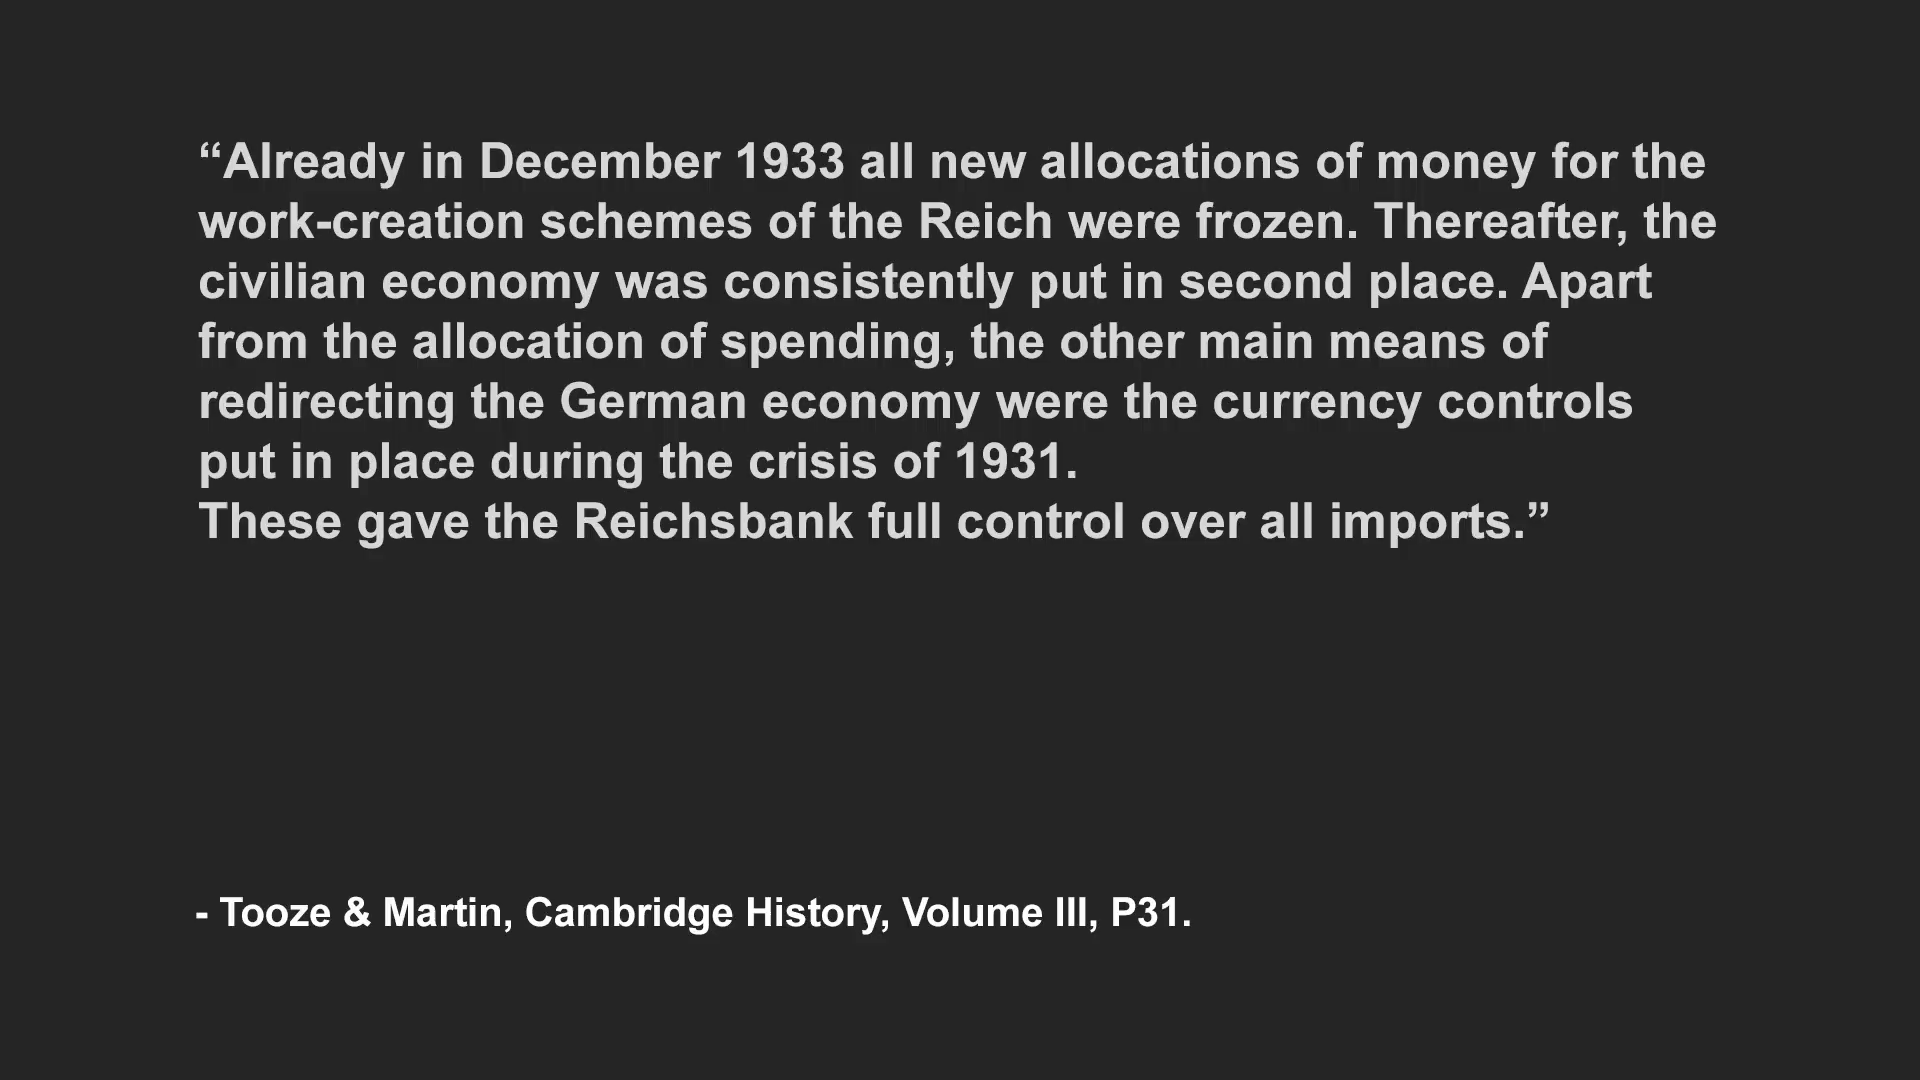 “Already in December 1933 all new allocations of money for the
work-creation schemes of the Reich were frozen. Thereafter, the
civilian economy was consistently put in second place. Apart
from the allocation of spending, the other main means of
redirecting the German economy were the currency controls
put in place during the crisis of 1931.
These gave the Reichsbank full control over all imports.”
- Tooze & Martin, Cambridge History, Volume III, P31.